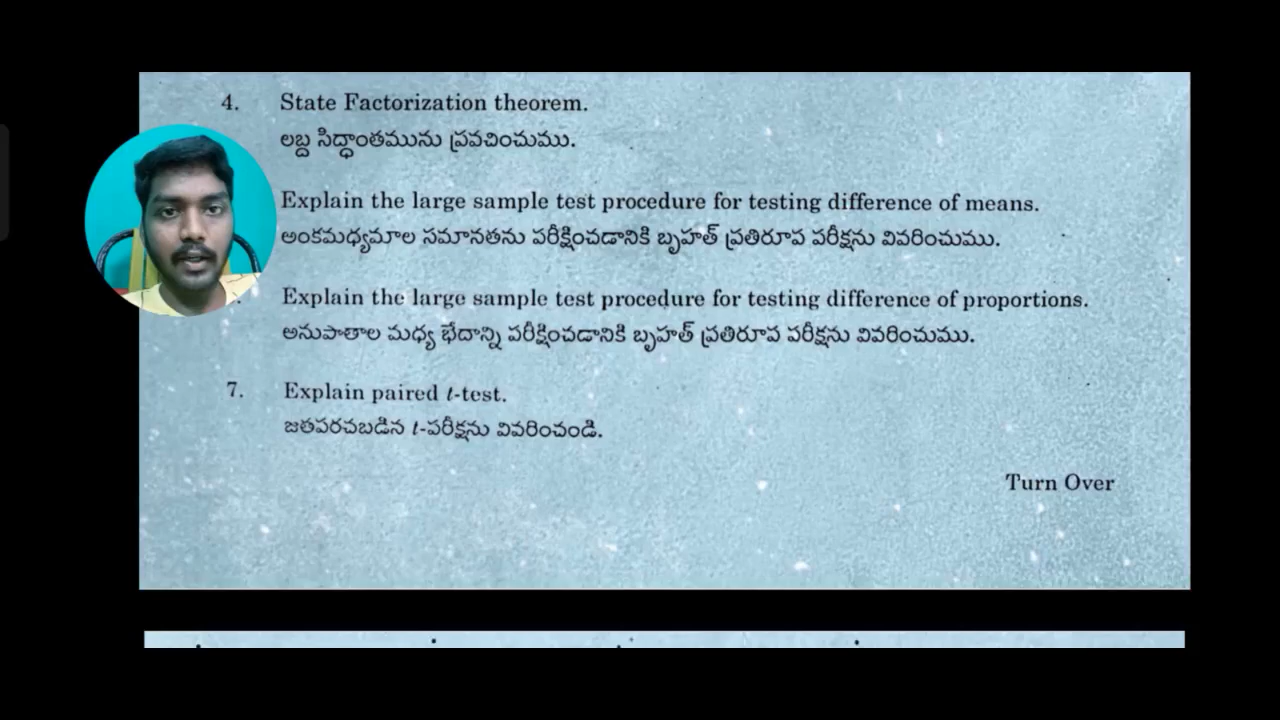 4. State Factorization theorem.
లబ్ద సిద్ధాంతమును ప్రవచించుము.
Explain the large sample test procedure for testing difference of means.
అంకమధ్యమాల సమానతను పరీక్షించడానికి బృహత్ ప్రతిరూప పరీక్షను వివరించుము.
Explain the large sample test procedure for testing difference of proportions.
అనుపాతాల మధ్య భేదాన్ని పరీక్షించడానికి బృహత్ ప్రతిరూప పరీక్షను వివరించుము.
7. Explain paired t-test.
జతపరచబడిన t-పరీక్షను వివరించండి.
Turn Over